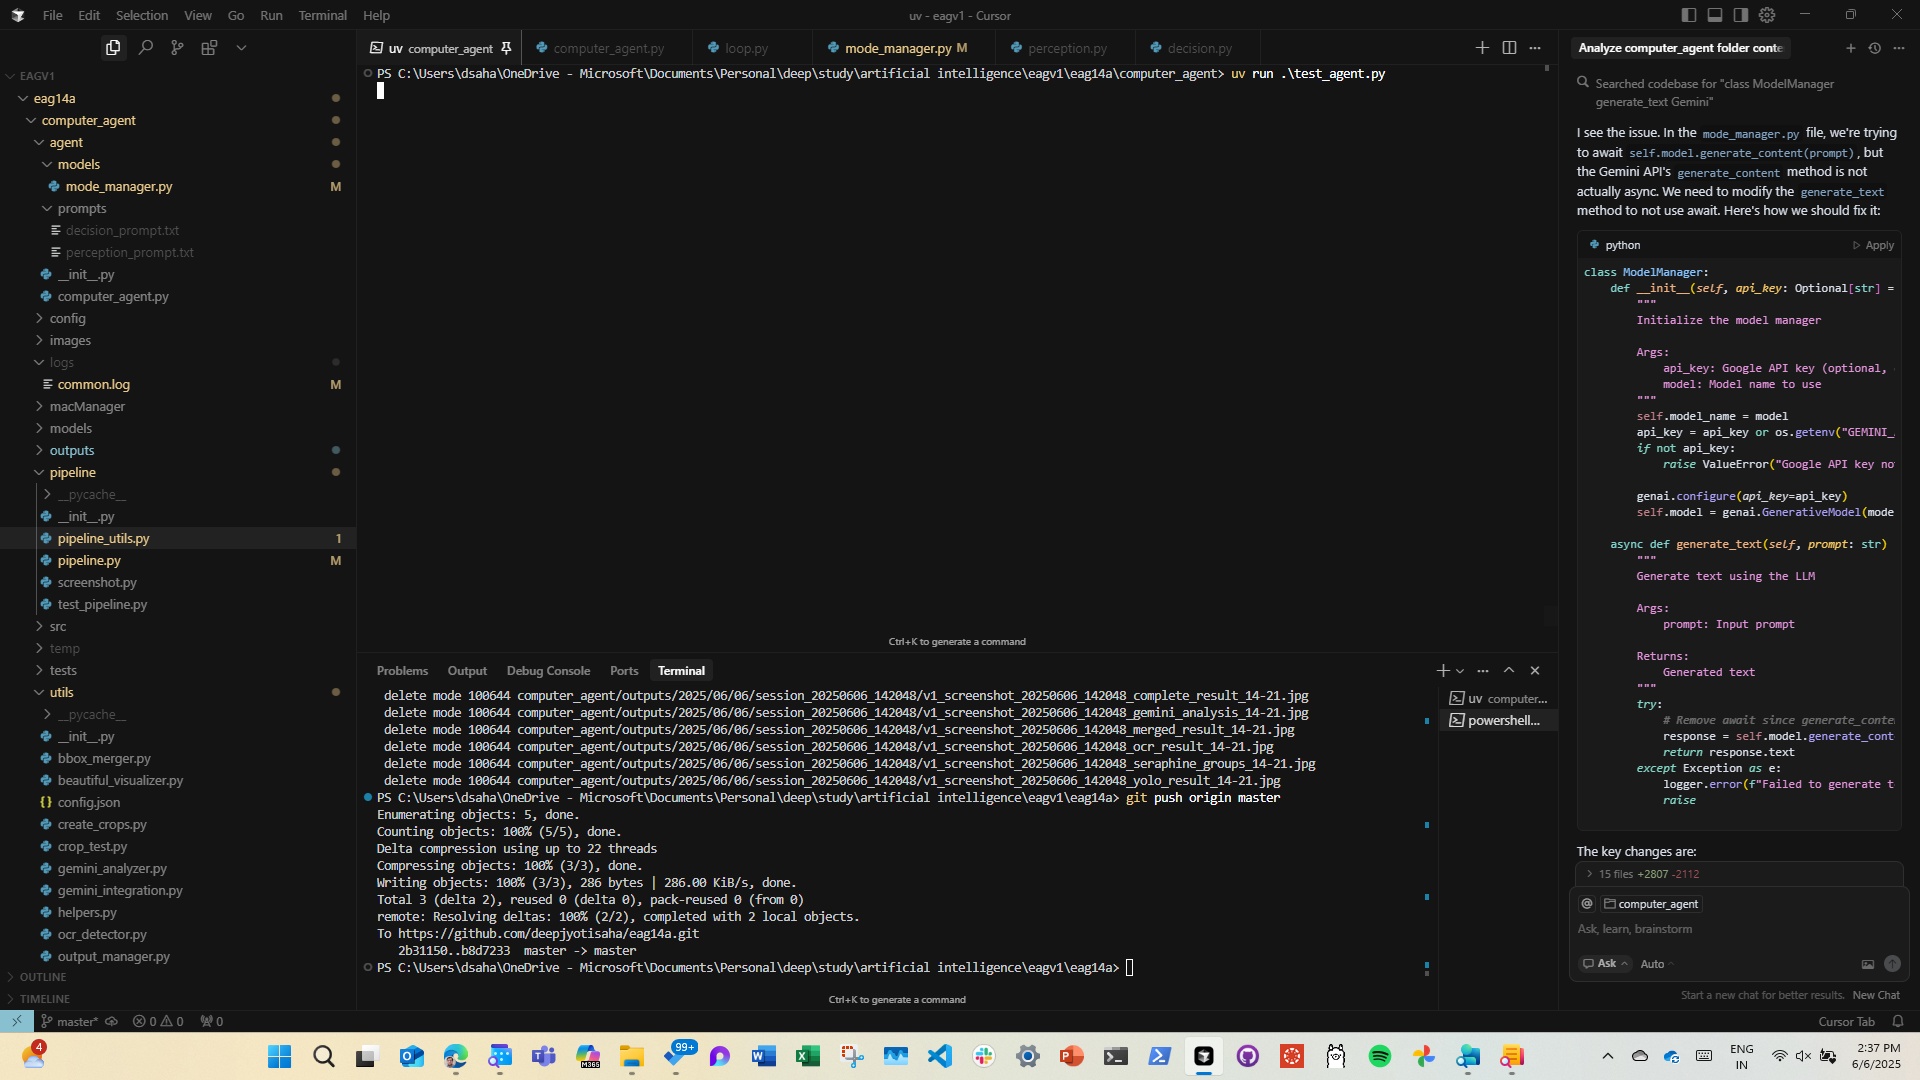 File Edit Selection View Go Run Terminal Help
uv - eagv1 - Cursor
EAGV1
eag14a
computer_agent
agent
models
mode_manager.py M
prompts
decision_prompt.txt
perception_prompt.txt
__init__.py
computer_agent.py
config
images
logs
common.log M
macManager
models
outputs
pipeline
__pycache__
__init__.py
pipeline_utils.py 1
pipeline.py M
screenshot.py
test_pipeline.py
src
temp
tests
utils
__pycache__
__init__.py
bbox_merger.py
beautiful_visualizer.py
config.json
create_crops.py
crop_test.py
gemini_analyzer.py
gemini_integration.py
helpers.py
ocr_detector.py
output_manager.py
OUTLINE
TIMELINE
uv computer_agent
computer_agent.py
loop.py
mode_manager.py M
perception.py
decision.py
PS C:\Users\dsaha\OneDrive - Microsoft\Documents\Personal\deep\study\artificial intelligence\eagv1\eag14a\computer_agent> uv run .\test_agent.py
Ctrl+K to generate a command
Problems Output Debug Console Ports Terminal
delete mode 100644 computer_agent/outputs/2025/06/06/session_20250606_142048/v1_screenshot_20250606_142048_complete_result_14-21.jpg
delete mode 100644 computer_agent/outputs/2025/06/06/session_20250606_142048/v1_screenshot_20250606_142048_gemini_analysis_14-21.jpg
delete mode 100644 computer_agent/outputs/2025/06/06/session_20250606_142048/v1_screenshot_20250606_142048_merged_result_14-21.jpg
delete mode 100644 computer_agent/outputs/2025/06/06/session_20250606_142048/v1_screenshot_20250606_142048_ocr_result_14-21.jpg
delete mode 100644 computer_agent/outputs/2025/06/06/session_20250606_142048/v1_screenshot_20250606_142048_seraphine_groups_14-21.jpg
delete mode 100644 computer_agent/outputs/2025/06/06/session_20250606_142048/v1_screenshot_20250606_142048_yolo_result_14-21.jpg
PS C:\Users\dsaha\OneDrive - Microsoft\Documents\Personal\deep\study\artificial intelligence\eagv1\eag14a> git push origin master
Enumerating objects: 5, done.
Counting objects: 100% (5/5), done.
Delta compression using up to 22 threads
Compressing objects: 100% (3/3), done.
Writing objects: 100% (3/3), 286 bytes | 286.00 KiB/s, done.
Total 3 (delta 2), reused 0 (delta 0), pack-reused 0 (from 0)
remote: Resolving deltas: 100% (2/2), completed with 2 local objects.
To https://github.com/deepjyotisaha/eag14a.git
2b31150..b8d7233 master -> master
PS C:\Users\dsaha\OneDrive - Microsoft\Documents\Personal\deep\study\artificial intelligence\eagv1\eag14a>
Ctrl+K to generate a command
uv computer...
powershell...
Analyze computer_agent folder conte
Searched codebase for "class ModelManager
generate_text Gemini"
I see the issue. In the mode_manager.py file, we're trying
to await self.model.generate_content(prompt), but
the Gemini API's generate_content method is not
actually async. We need to modify the generate_text
method to not use await. Here's how we should fix it:
python Apply
class ModelManager:
def __init__(self, api_key: Optional[str] =
"""
Initialize the model manager
Args:
api_key: Google API key (optional,
model: Model name to use
"""
self.model_name = model
api_key = api_key or os.getenv("GEMINI_
if not api_key:
raise ValueError("Google API key no
genai.configure(api_key=api_key)
self.model = genai.GenerativeModel(mode
async def generate_text(self, prompt: str)
"""
Generate text using the LLM
Args:
prompt: Input prompt
Returns:
Generated text
"""
try:
# Remove await since generate_conte
response = self.model.generate_cont
return response.text
except Exception as e:
logger.error(f"Failed to generate t
raise
The key changes are:
15 files +2807 -2112
@ computer_agent
Ask, learn, brainstorm
Ask Auto
Start a new chat for better results. New Chat
master* 0 0 0
Cursor Tab
4
99+
M365
ENG
IN
2:37 PM
6/6/2025